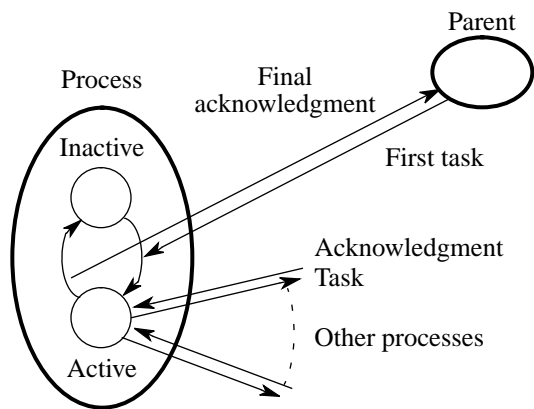 Parent
Process
Final
acknowledgment
Inactive
First task
Acknowledgment
Task
Other processes
Active